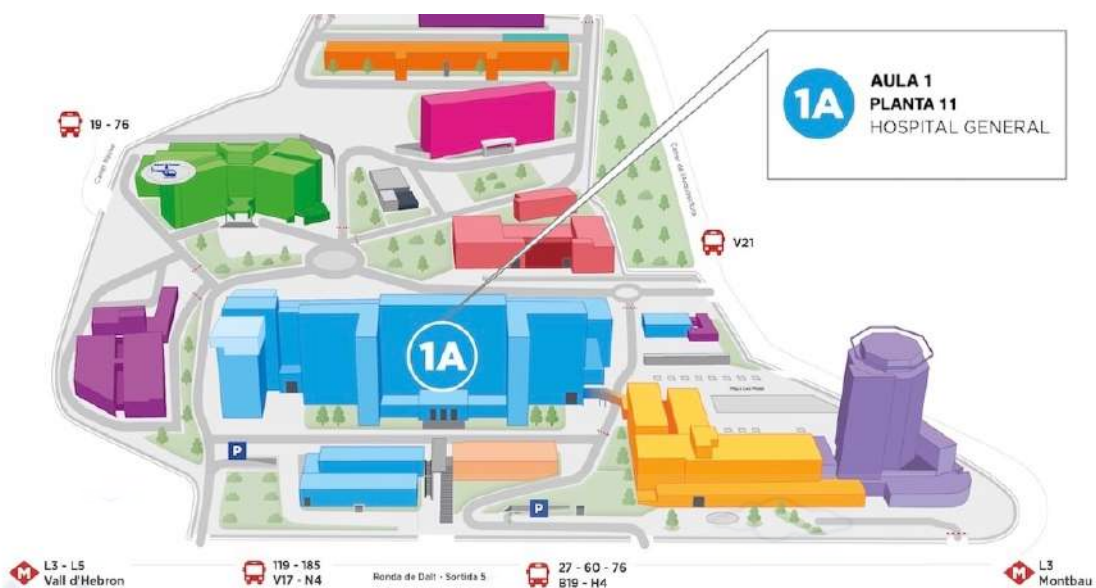 1A
AULA 1
PLANTA 11
HOSPITAL GENERAL
19 - 76
V21
1A
P
P
L3 - L5
Vall d'Hebron
119 - 185
V17 - N4
Ronda de Dalt - Sortida 5
27 - 60 - 76
B19 - H4
L3
Montbau